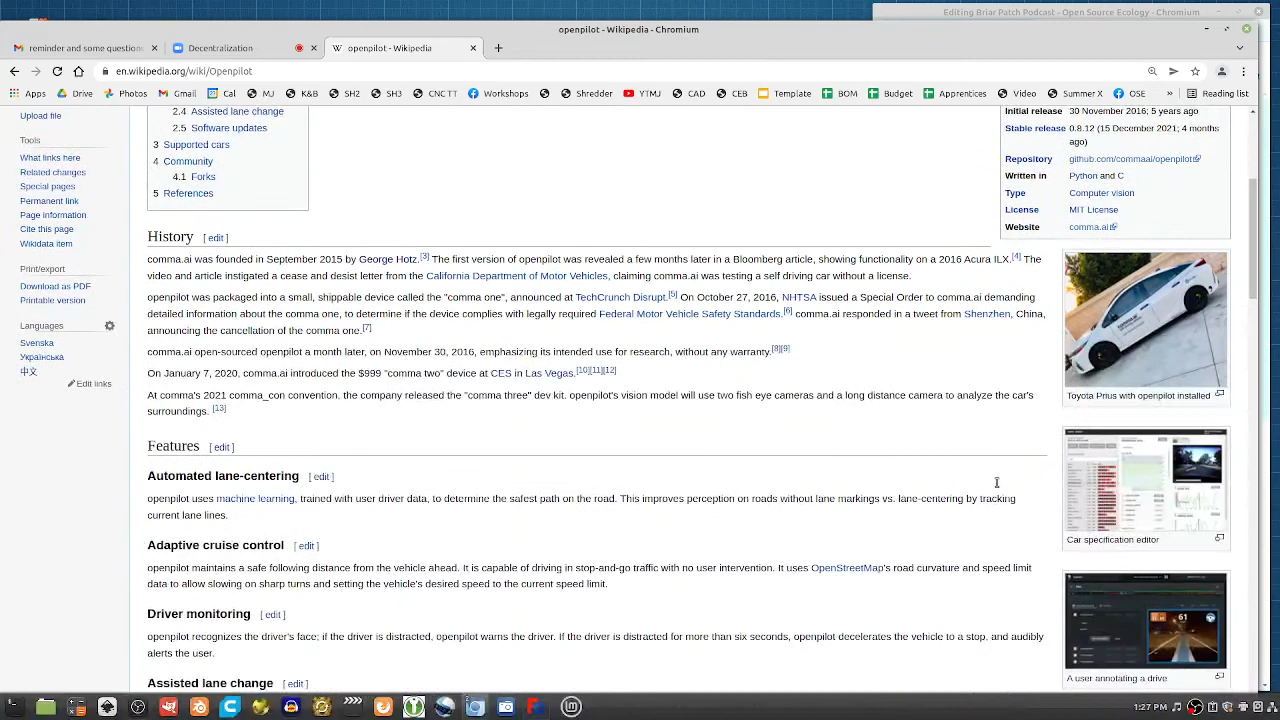 Editing Briar Patch Podcast - Open Source Ecology - Chromium
openpilot - Wikipedia - Chromium
reminder and some questions
Decentralization
openpilot - Wikipedia
en.wikipedia.org/wiki/Openpilot
Apps Drive Photos Gmail Cal MJ K&B SH2 SH3 CNC TT Workshops Shredder YTMJ CAD CEB Template BOM Budget Apprentices Video Summer X OSE » Reading list
Upload file
Tools
What links here
Related changes
Special pages
Permanent link
Page information
Cite this page
Wikidata item
Print/export
Download as PDF
Printable version
Languages
Svenska
Українська
中文
Edit links
2.4 Assisted lane change
2.5 Software updates
3 Supported cars
4 Community
4.1 Forks
5 References
Initial release 30 November 2016; 5 years ago
Stable release 0.8.12 (15 December 2021; 4 months
ago)
Repository github.com/commaai/openpilot
Written in Python and C
Type Computer vision
License MIT License
Website comma.ai
History [ edit ]
comma.ai was founded in September 2015 by George Hotz.[3] The first version of openpilot was revealed a few months later in a Bloomberg article, showing functionality on a 2016 Acura ILX.[4] The
video and article instigated a cease and desist letter from the California Department of Motor Vehicles, claiming comma.ai was testing a self driving car without a license.
openpilot was packaged into a small, shippable device called the "comma one", announced at TechCrunch Disrupt.[5] On October 27, 2016, NHTSA issued a Special Order to comma.ai demanding
detailed information about the comma one, to determine if the device complies with legally required Federal Motor Vehicle Safety Standards.[6] comma.ai responded in a tweet from Shenzhen, China,
announcing the cancellation of the comma one.[7]
comma.ai open-sourced openpilot a month later, on November 30, 2016, emphasizing its intended use for research, without any warranty.[8][9]
On January 7, 2020, comma.ai introduced the $999 "comma two" device at CES in Las Vegas.[10][11][12]
At comma's 2021 comma_con convention, the company released the "comma three" dev kit. openpilot's vision model will use two fish eye cameras and a long distance camera to analyze the car's
surroundings. [13]
Toyota Prius with openpilot installed
Features [ edit ]
Automated lane-centering [ edit ]
openpilot uses machine learning, trained with user driving data, to determine the safest path on the road. This improves perception on roads without lane markings vs. lane-centering by tracking
current lane lines.
Car specification editor
Adaptive cruise control [ edit ]
openpilot maintains a safe following distance from the vehicle ahead. It is capable of driving in stop-and-go traffic with no user intervention. It uses OpenStreetMap's road curvature and speed limit
data to allow slowing on sharp turns and setting the vehicle's desired speed to the current speed limit.
Driver monitoring [ edit ]
openpilot recognizes the driver's face; if the driver is distracted, openpilot warns the driver. If the driver is distracted for more than six seconds, openpilot decelerates the vehicle to a stop, and audibly
alerts the user.
61
A user annotating a drive
Assisted lane change [ edit ]
1:27 PM